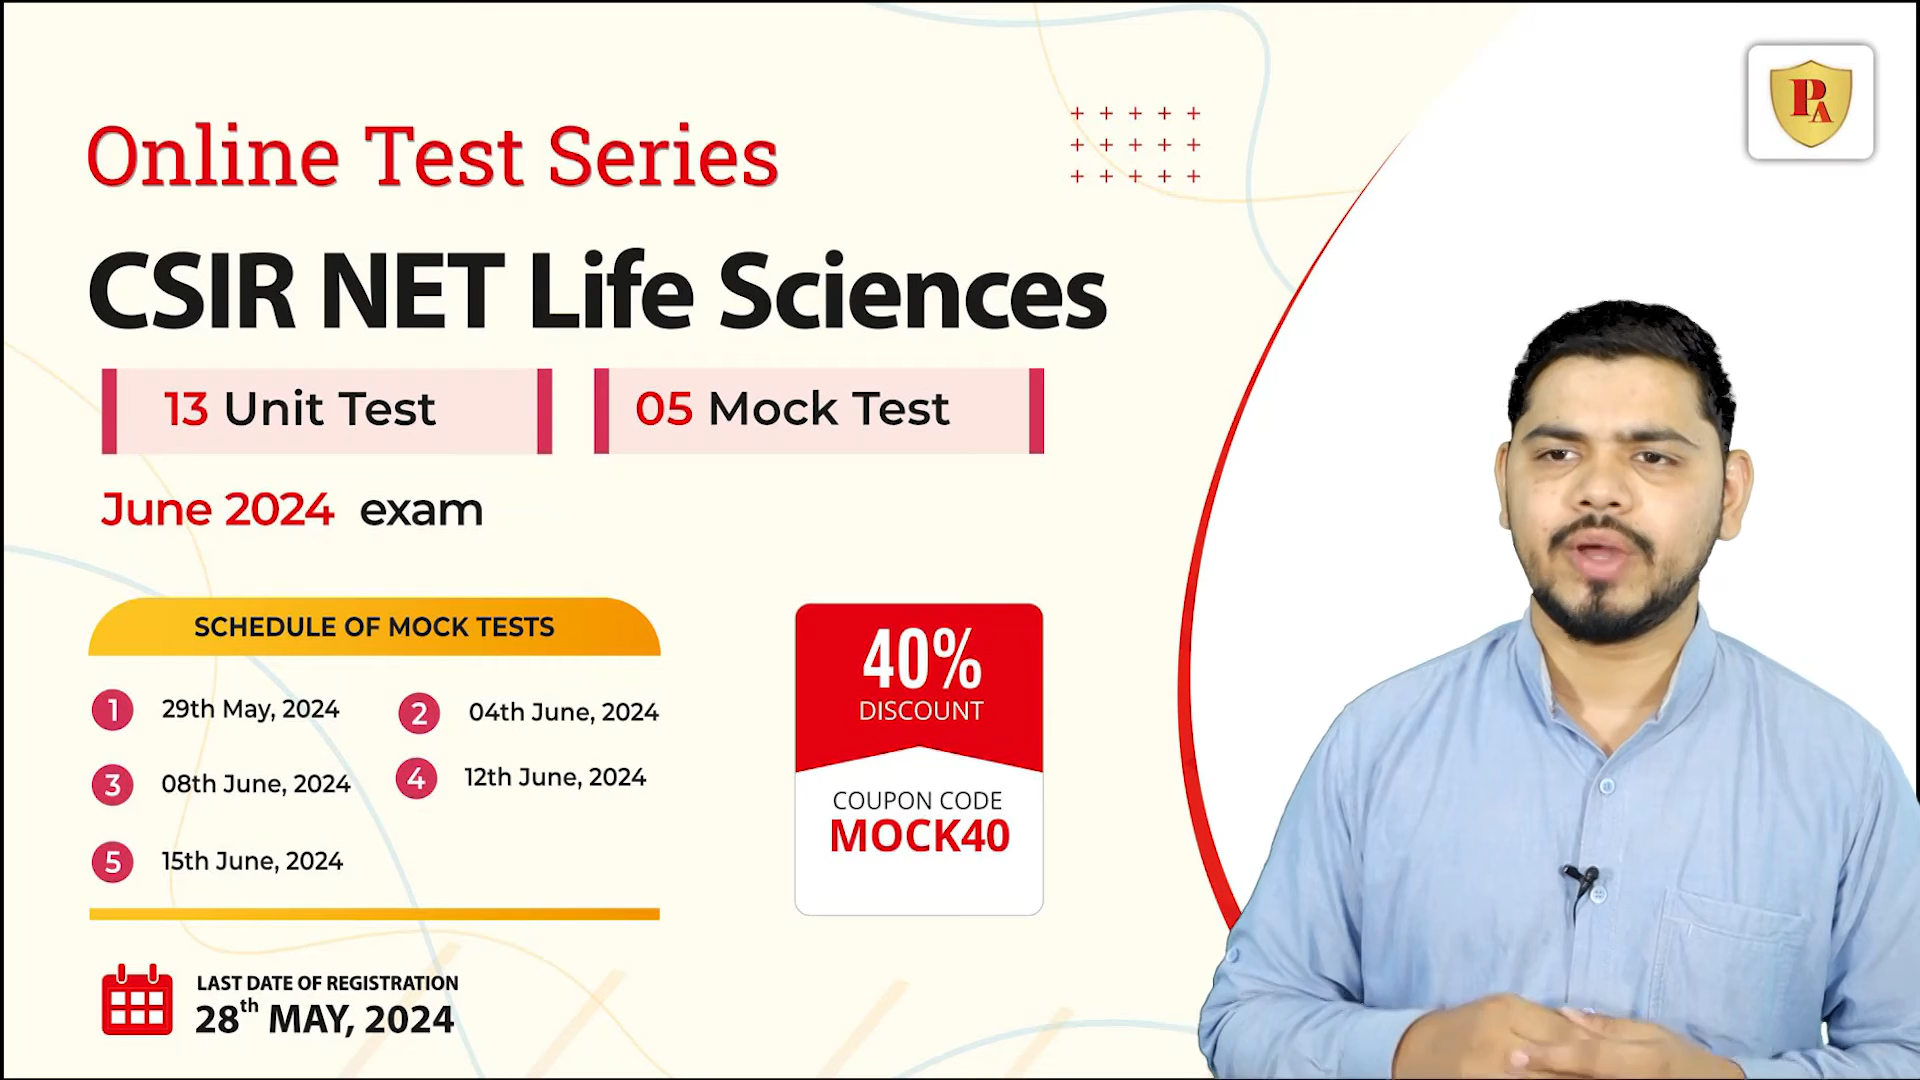 PA
Online Test Series
CSIR NET Life Sciences
13 Unit Test
05 Mock Test
June 2024 exam
SCHEDULE OF MOCK TESTS
1 29th May, 2024
2 04th June, 2024
3 08th June, 2024
4 12th June, 2024
5 15th June, 2024
40%
DISCOUNT
COUPON CODE
MOCK40
LAST DATE OF REGISTRATION
28th MAY, 2024